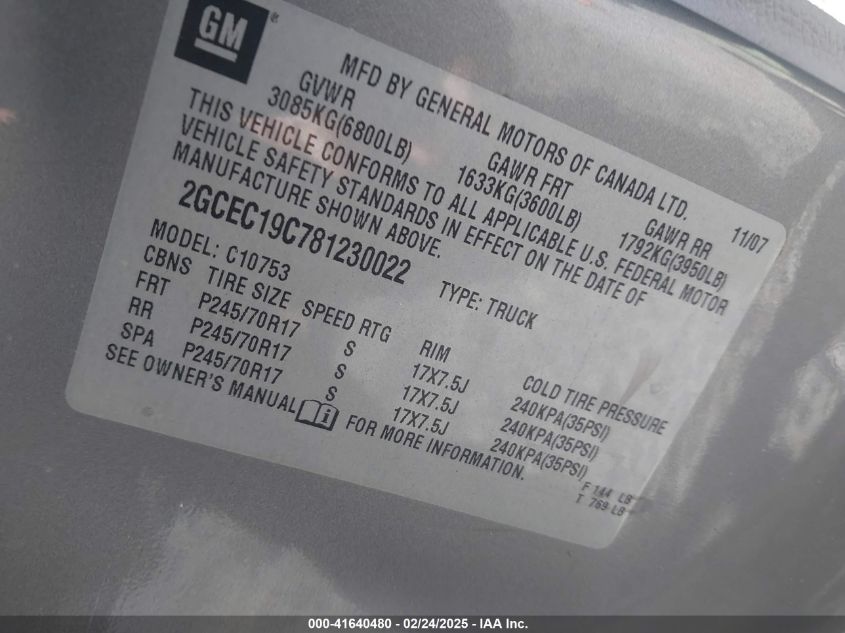 GM ®
MFD BY GENERAL MOTORS OF CANADA LTD.
GVWR GAWR FRT GAWR RR 11/07
3085KG(6800LB) 1633KG(3600LB) 1792KG(3950LB)
THIS VEHICLE CONFORMS TO ALL APPLICABLE U.S. FEDERAL MOTOR
VEHICLE SAFETY STANDARDS IN EFFECT ON THE DATE OF
MANUFACTURE SHOWN ABOVE.
2GCEC19C781230022 TYPE: TRUCK
MODEL: C10753
CBNS TIRE SIZE SPEED RTG RIM COLD TIRE PRESSURE
FRT P245/70R17 S 17X7.5J 240KPA(35PSI)
RR P245/70R17 S 17X7.5J 240KPA(35PSI)
SPA P245/70R17 S 17X7.5J 240KPA(35PSI)
SEE OWNER'S MANUAL i FOR MORE INFORMATION.
F 144 LB
T 769 LB
000-41640480 - 02/24/2025 - IAA Inc.